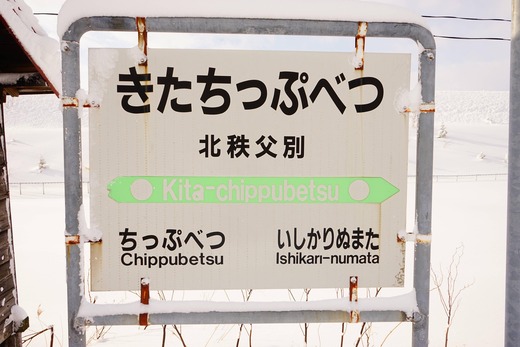 きたちっぷべつ
北秩父別
Kita-chippubetsu
ちっぷべつ
Chippubetsu
いしかりぬまた
Ishikari-numata